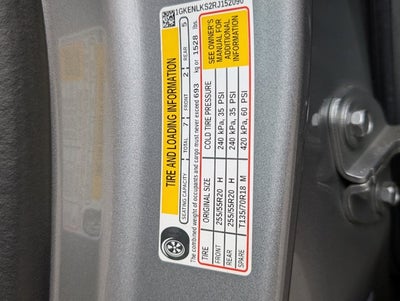 1GKENLKS2RJ152090
TIRE AND LOADING INFORMATION
SEATING CAPACITY TOTAL 7 FRONT 2 REAR 5
The combined weight of occupants and cargo must never exceed 693 kg or 1528 lbs.
TIRE ORIGINAL SIZE COLD TIRE PRESSURE
FRONT 255/55R20 H 240 kPa, 35 PSI
REAR 255/55R20 H 240 kPa, 35 PSI
SPARE T135/70R18 M 420 kPa, 60 PSI
SEE OWNER'S
MANUAL FOR
ADDITIONAL
INFORMATION